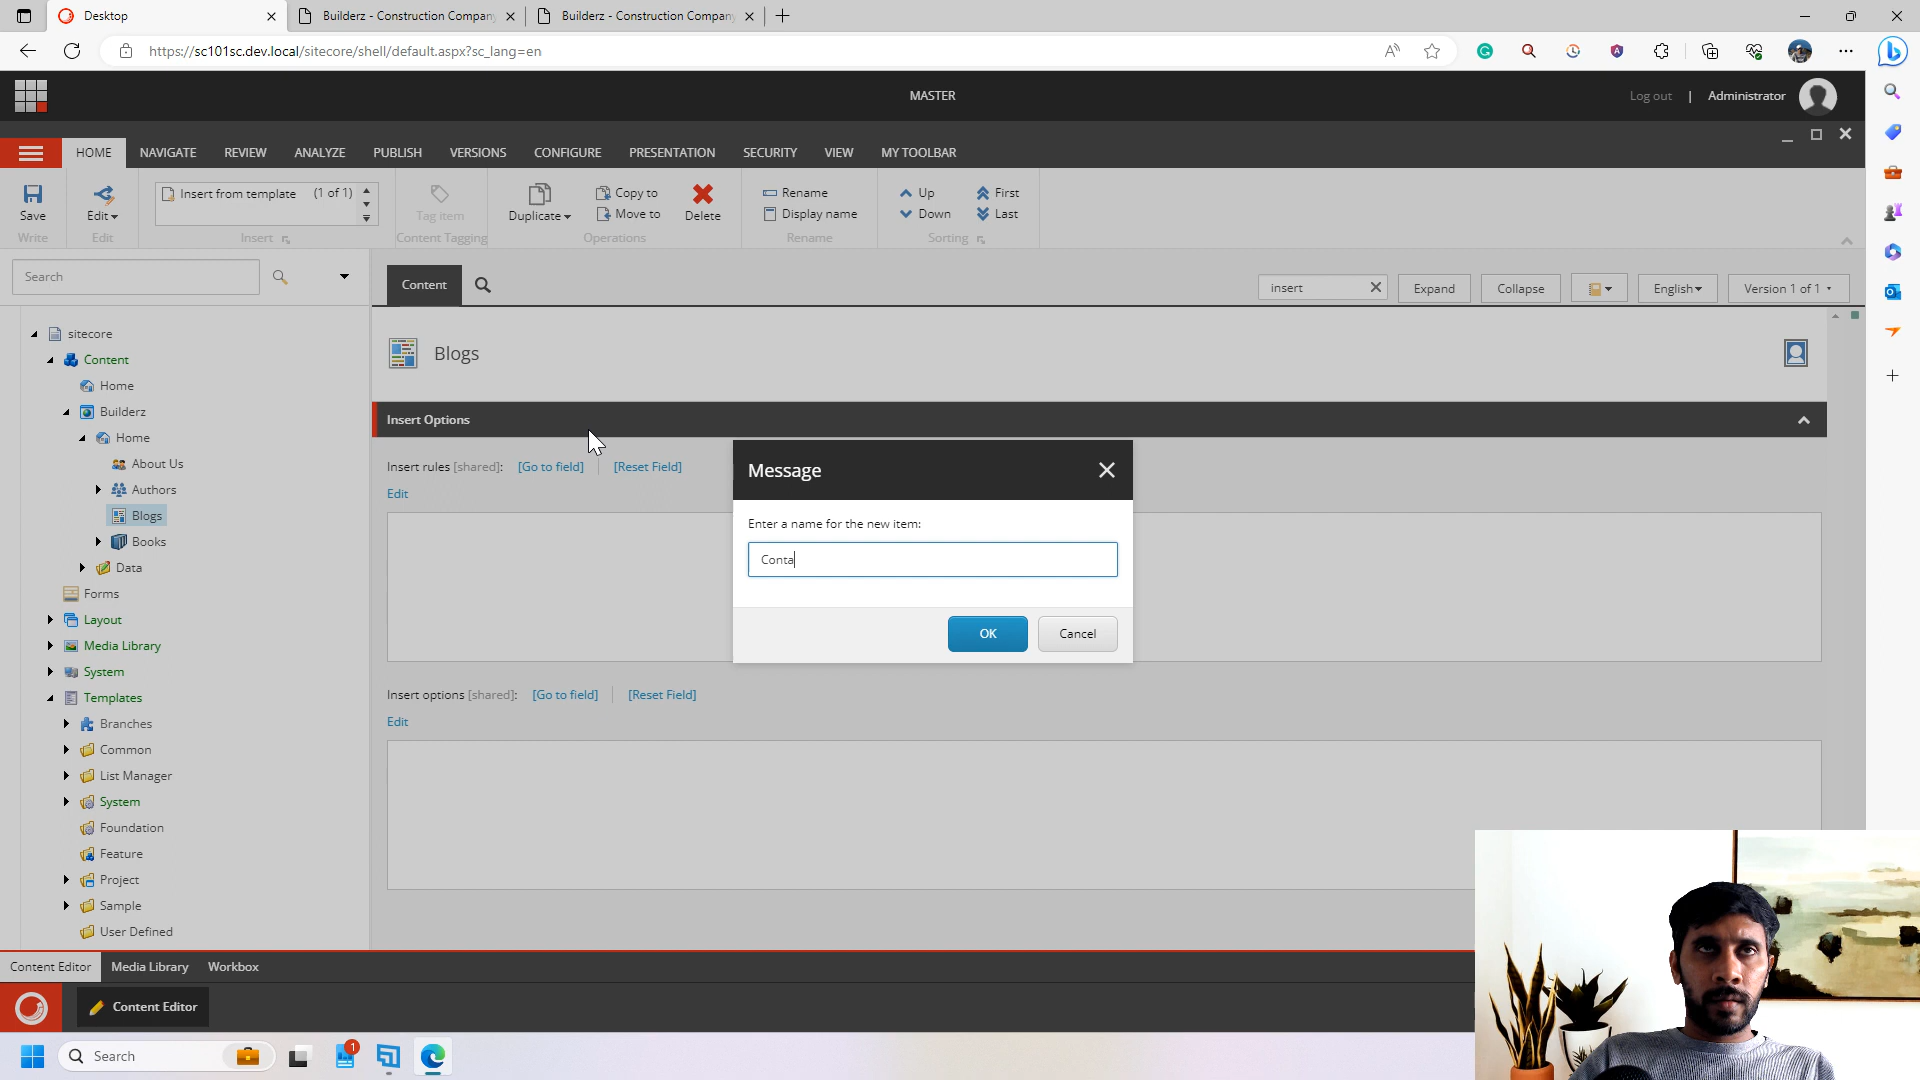 Desktop
Builderz - Construction Company
Builderz - Construction Company
https://sc101sc.dev.local/sitecore/shell/default.aspx?sc_lang=en
MASTER
Log out | Administrator
HOME NAVIGATE REVIEW ANALYZE PUBLISH VERSIONS CONFIGURE PRESENTATION SECURITY VIEW MY TOOLBAR
Insert from template (1 of 1)
Copy to
Rename
Up
First
Save
Edit
Tag item
Duplicate
Move to
Delete
Display name
Down
Last
Write
Edit
Insert
Content Tagging
Operations
Rename
Sorting
Search
Content
insert
Expand
Collapse
English
Version 1 of 1
sitecore
Content
Home
Builderz
Home
About Us
Authors
Blogs
Books
Data
Forms
Layout
Media Library
System
Templates
Branches
Common
List Manager
System
Foundation
Feature
Project
Sample
User Defined
Blogs
Insert Options
Insert rules [shared]: [Go to field] [Reset Field]
Edit
Insert options [shared]: [Go to field] [Reset Field]
Edit
Message
Enter a name for the new item:
Conta
OK
Cancel
Content Editor Media Library Workbox
Content Editor
Search
1